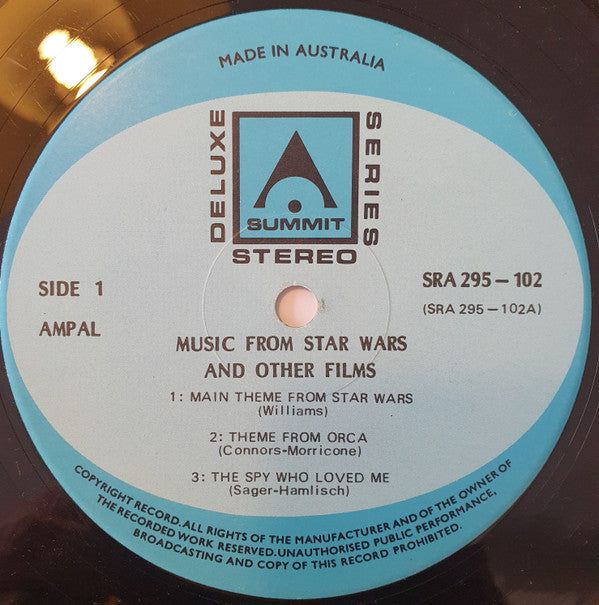 MADE IN AUSTRALIA
DELUXE
SERIES
SUMMIT
STEREO
SIDE 1
AMPAL
SRA 295 – 102
(SRA 295 – 102A)
MUSIC FROM STAR WARS
AND OTHER FILMS
1: MAIN THEME FROM STAR WARS
(Williams)
2: THEME FROM ORCA
(Connors-Morricone)
3: THE SPY WHO LOVED ME
(Sager-Hamlisch)
COPYRIGHT RECORD. ALL RIGHTS OF THE MANUFACTURER AND OF THE OWNER OF
THE RECORDED WORK RESERVED. UNAUTHORISED PUBLIC PERFORMANCE,
BROADCASTING AND COPY OF THIS RECORD PROHIBITED.